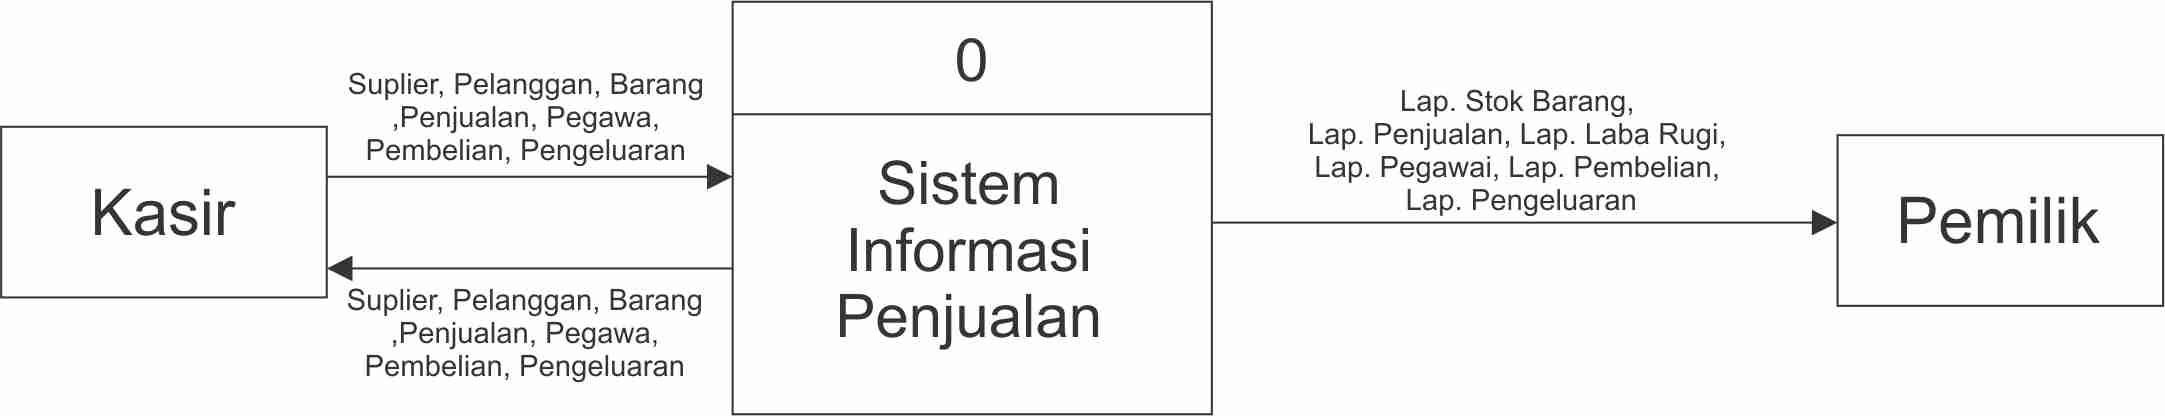 Kasir
Suplier, Pelanggan, Barang
,Penjualan, Pegawa,
Pembelian, Pengeluaran
Suplier, Pelanggan, Barang
,Penjualan, Pegawa,
Pembelian, Pengeluaran
0
Sistem
Informasi
Penjualan
Lap. Stok Barang,
Lap. Penjualan, Lap. Laba Rugi,
Lap. Pegawai, Lap. Pembelian,
Lap. Pengeluaran
Pemilik